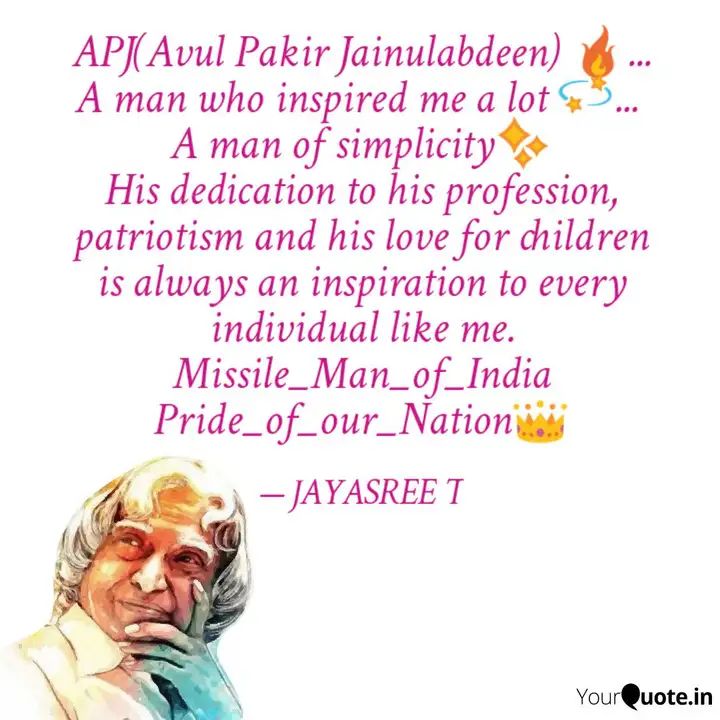 APJ(Avul Pakir Jainulabdeen) 🔥...
A man who inspired me a lot 💫...
A man of simplicity✨
His dedication to his profession,
patriotism and his love for children
is always an inspiration to every
individual like me.
Missile_Man_of_India
Pride_of_our_Nation👑
— JAYASREE T
YourQuote.in